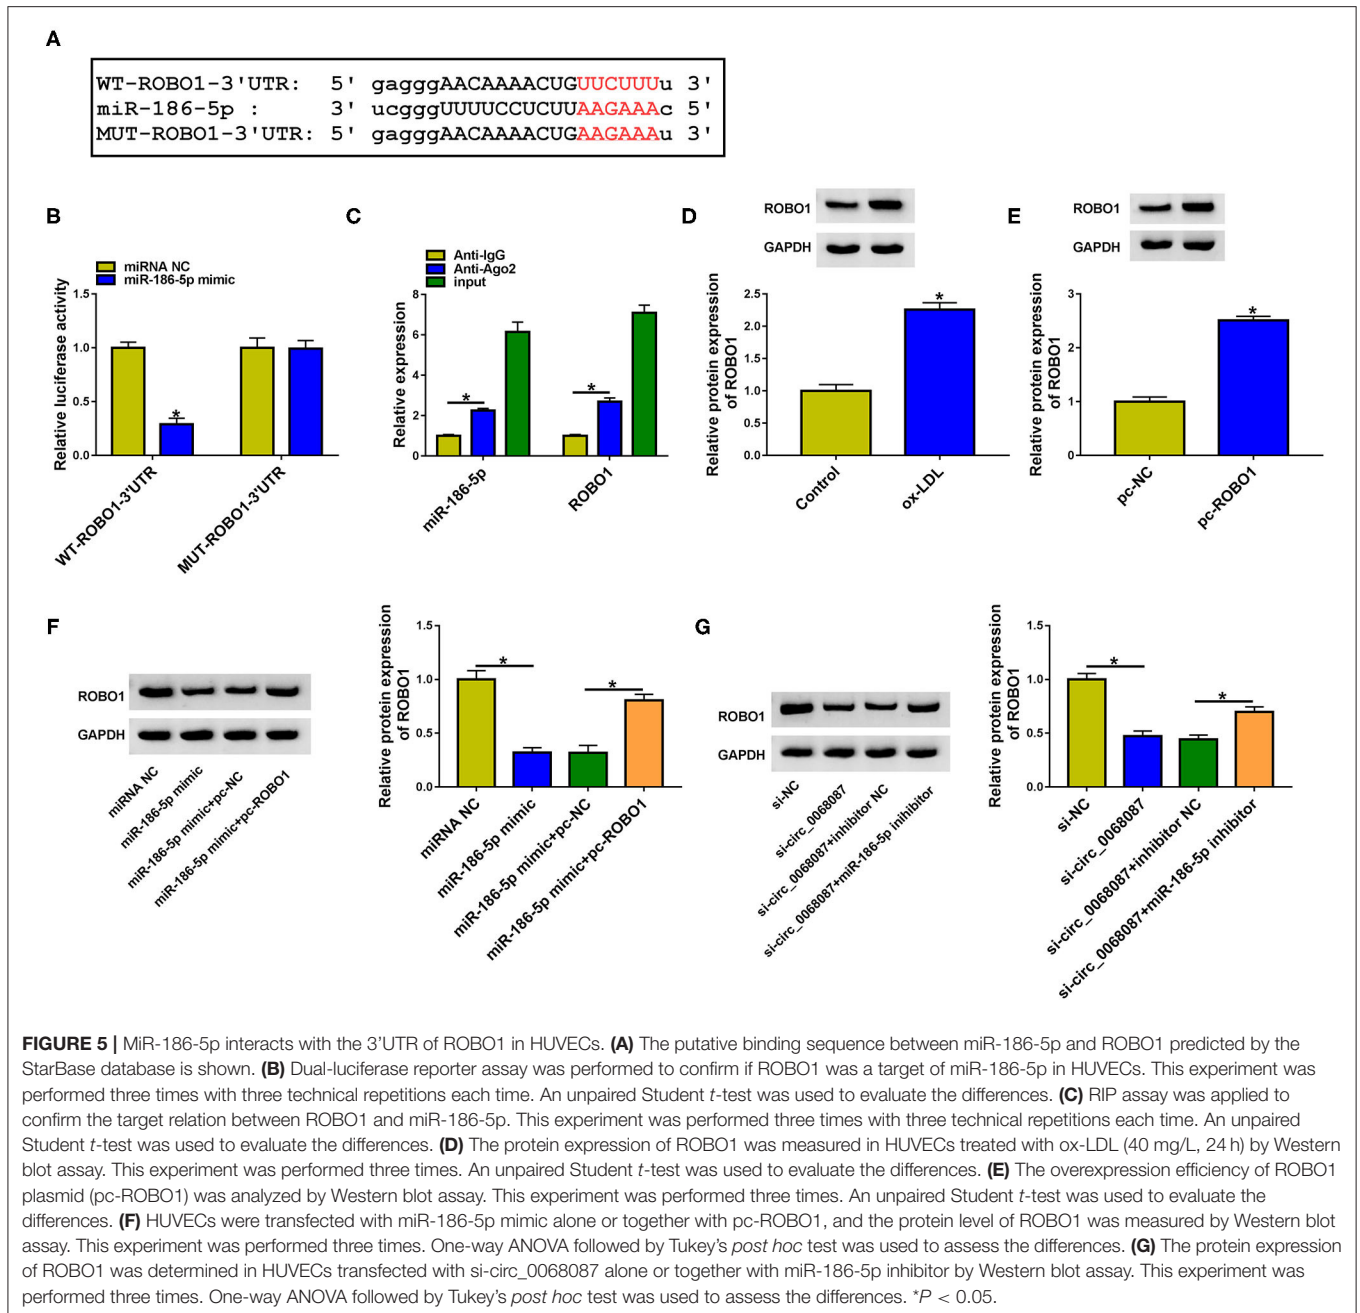 A
WT-ROBO1-3'UTR: 5' gagggAACAAAACUGUUCUUUu 3'
miR-186-5p : 3' ucgggUUUUCCUCUUAAGAAAc 5'
MUT-ROBO1-3'UTR: 5' gagggAACAAAACUGAAGAAAu 3'
B
miRNA NC
miR-186-5p mimic
Relative luciferase activity
1.5
1.0
0.5
0.0
*
WT-ROBO1-3'UTR
MUT-ROBO1-3'UTR
C
Anti-IgG
Anti-Ago2
input
Relative expression
8
6
4
2
0
*
*
miR-186-5p
ROBO1
D
ROBO1
GAPDH
Relative protein expression
of ROBO1
2.5
2.0
1.5
1.0
0.5
0.0
*
Control
ox-LDL
E
ROBO1
GAPDH
Relative protein expression
of ROBO1
3
2
1
0
*
pc-NC
pc-ROBO1
F
ROBO1
GAPDH
miRNA NC
miR-186-5p mimic
miR-186-5p mimic+pc-NC
miR-186-5p mimic+pc-ROBO1
Relative protein expression
of ROBO1
1.5
1.0
0.5
0.0
*
*
miRNA NC
miR-186-5p mimic
miR-186-5p mimic+pc-NC
miR-186-5p mimic+pc-ROBO1
G
ROBO1
GAPDH
si-NC
si-circ_0068087
si-circ_0068087+inhibitor NC
si-circ_0068087+miR-186-5p inhibitor
Relative protein expression
of ROBO1
1.5
1.0
0.5
0.0
*
*
si-NC
si-circ_0068087
si-circ_0068087+inhibitor NC
si-circ_0068087+miR-186-5p inhibitor
FIGURE 5 | MiR-186-5p interacts with the 3'UTR of ROBO1 in HUVECs. (A) The putative binding sequence between miR-186-5p and ROBO1 predicted by the
StarBase database is shown. (B) Dual-luciferase reporter assay was performed to confirm if ROBO1 was a target of miR-186-5p in HUVECs. This experiment was
performed three times with three technical repetitions each time. An unpaired Student t-test was used to evaluate the differences. (C) RIP assay was applied to
confirm the target relation between ROBO1 and miR-186-5p. This experiment was performed three times with three technical repetitions each time. An unpaired
Student t-test was used to evaluate the differences. (D) The protein expression of ROBO1 was measured in HUVECs treated with ox-LDL (40 mg/L, 24 h) by Western
blot assay. This experiment was performed three times. An unpaired Student t-test was used to evaluate the differences. (E) The overexpression efficiency of ROBO1
plasmid (pc-ROBO1) was analyzed by Western blot assay. This experiment was performed three times. An unpaired Student t-test was used to evaluate the
differences. (F) HUVECs were transfected with miR-186-5p mimic alone or together with pc-ROBO1, and the protein level of ROBO1 was measured by Western blot
assay. This experiment was performed three times. One-way ANOVA followed by Tukey's post hoc test was used to assess the differences. (G) The protein expression
of ROBO1 was determined in HUVECs transfected with si-circ_0068087 alone or together with miR-186-5p inhibitor by Western blot assay. This experiment was
performed three times. One-way ANOVA followed by Tukey's post hoc test was used to assess the differences. *P < 0.05.